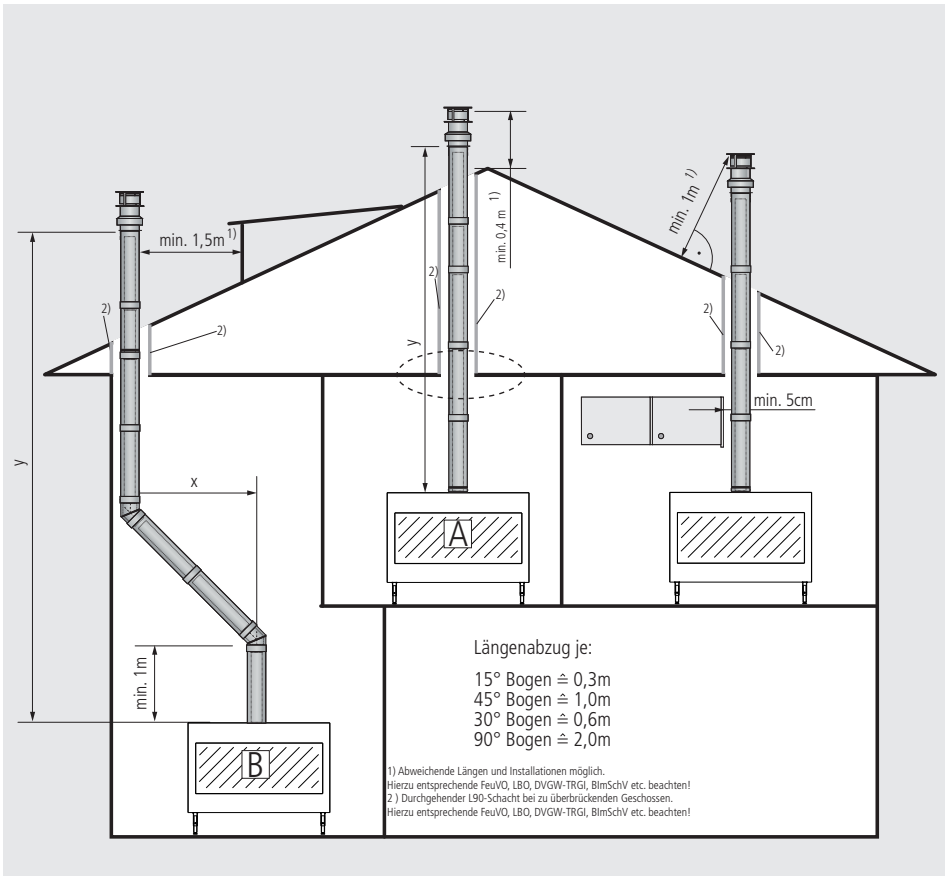 min. 1,5m 1)
min. 0,4 m 1)
min. 1m 1)
2)
2)
2)
2)
2)
2)
y
y
x
min. 5cm
A
min. 1m
B
Längenabzug je:
15° Bogen ≙ 0,3m
45° Bogen ≙ 1,0m
30° Bogen ≙ 0,6m
90° Bogen ≙ 2,0m
1) Abweichende Längen und Installationen möglich.
Hierzu entsprechende FeuVO, LBO, DVGW-TRGI, BImSchV etc. beachten!
2 ) Durchgehender L90-Schacht bei zu überbrückenden Geschossen.
Hierzu entsprechende FeuVO, LBO, DVGW-TRGI, BImSchV etc. beachten!